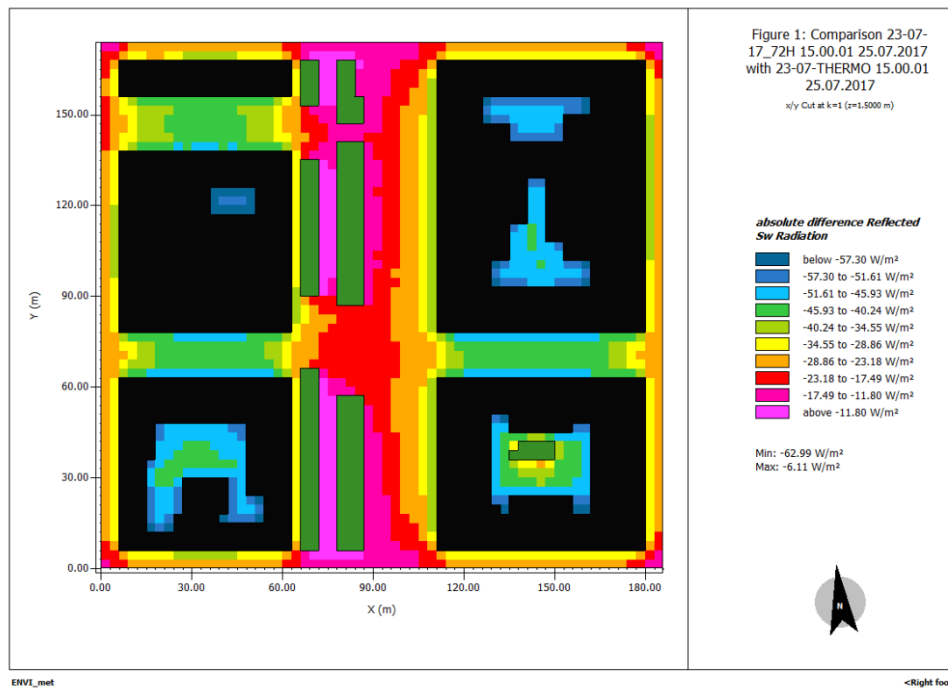 Figure 1: Comparison 23-07-
17_72H 15.00.01 25.07.2017
with 23-07-THERMO 15.00.01
25.07.2017
x/y Cut at k=1 (z=1.5000 m)
absolute difference Reflected
Sw Radiation
below -57.30 W/m²
-57.30 to -51.61 W/m²
-51.61 to -45.93 W/m²
-45.93 to -40.24 W/m²
-40.24 to -34.55 W/m²
-34.55 to -28.86 W/m²
-28.86 to -23.18 W/m²
-23.18 to -17.49 W/m²
-17.49 to -11.80 W/m²
above -11.80 W/m²
Min: -62.99 W/m²
Max: -6.11 W/m²
N
Y (m)
150.00
120.00
90.00
60.00
30.00
0.00
0.00 30.00 60.00 90.00 120.00 150.00 180.00
X (m)
ENVI_met
<Right foo